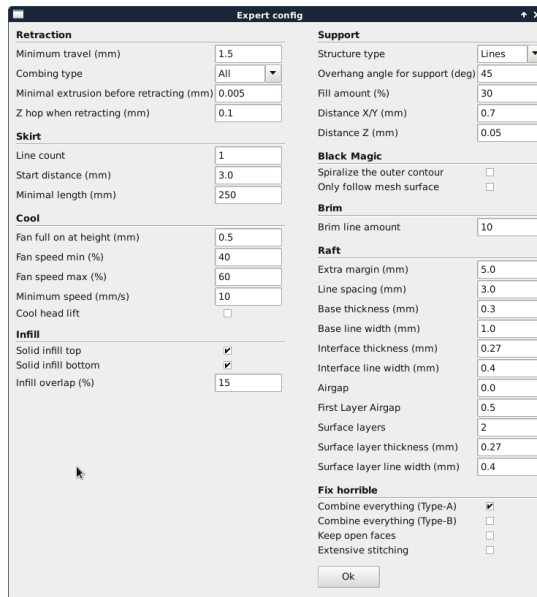 Expert config
Retraction
Minimum travel (mm) 1.5
Combing type All
Minimal extrusion before retracting (mm) 0.005
Z hop when retracting (mm) 0.1
Skirt
Line count 1
Start distance (mm) 3.0
Minimal length (mm) 250
Cool
Fan full on at height (mm) 0.5
Fan speed min (%) 40
Fan speed max (%) 60
Minimum speed (mm/s) 10
Cool head lift
Infill
Solid infill top
Solid infill bottom
Infill overlap (%) 15
Support
Structure type Lines
Overhang angle for support (deg) 45
Fill amount (%) 30
Distance X/Y (mm) 0.7
Distance Z (mm) 0.05
Black Magic
Spiralize the outer contour
Only follow mesh surface
Brim
Brim line amount 10
Raft
Extra margin (mm) 5.0
Line spacing (mm) 3.0
Base thickness (mm) 0.3
Base line width (mm) 1.0
Interface thickness (mm) 0.27
Interface line width (mm) 0.4
Airgap 0.0
First Layer Airgap 0.5
Surface layers 2
Surface layer thickness (mm) 0.27
Surface layer line width (mm) 0.4
Fix horrible
Combine everything (Type-A)
Combine everything (Type-B)
Keep open faces
Extensive stitching
Ok